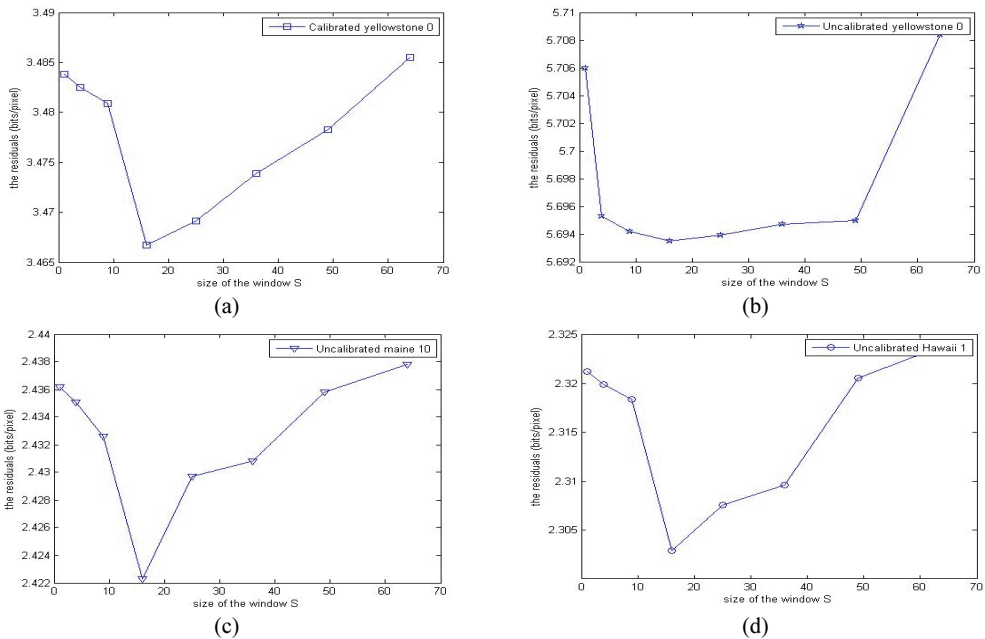 3.49
3.485
3.48
3.475
3.47
3.465
the residuals (bits/pixel)
Calibrated yellowstone 0
0 10 20 30 40 50 60 70
size of the window S
(a)
5.71
5.708
5.706
5.704
5.702
5.7
5.698
5.696
5.694
5.692
the residuals (bits/pixel)
Uncalibrated yellowstone 0
0 10 20 30 40 50 60 70
size of the window S
(b)
2.44
2.438
2.436
2.434
2.432
2.43
2.428
2.426
2.424
2.422
the residuals (bits/pixel)
Uncalibrated maine 10
0 10 20 30 40 50 60 70
size of the window S
(c)
2.325
2.32
2.315
2.31
2.305
the residuals (bits/pixel)
Uncalibrated Hawaii 1
0 10 20 30 40 50 60 70
size of the window S
(d)